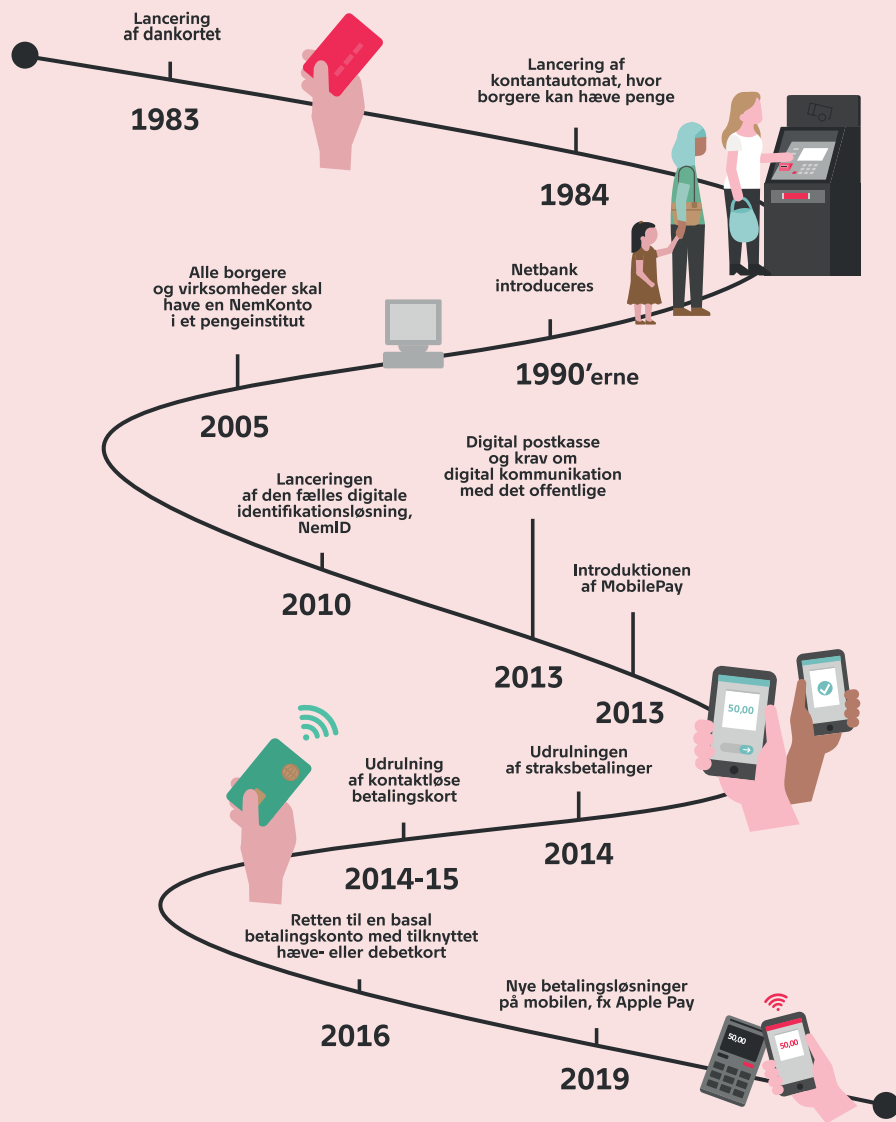 Lancering
af dankortet
1983
Lancering af
kontantautomat, hvor
borgere kan hæve penge
1984
Netbank
introduceres
1990'erne
Alle borgere
og virksomheder skal
have en NemKonto
i et pengeinstitut
2005
Lanceringen
af den fælles digitale
identifikationsløsning,
NemID
2010
Digital postkasse
og krav om
digital kommunikation
med det offentlige
2013
Introduktionen
af MobilePay
2013
50,00
Udrulningen
af straksbetalinger
2014
Udrulning
af kontaktløse
betalingskort
2014-15
Retten til en basal
betalingskonto med tilknyttet
hæve- eller debetkort
2016
Nye betalingsløsninger
på mobilen, fx Apple Pay
2019
50,00
50,00